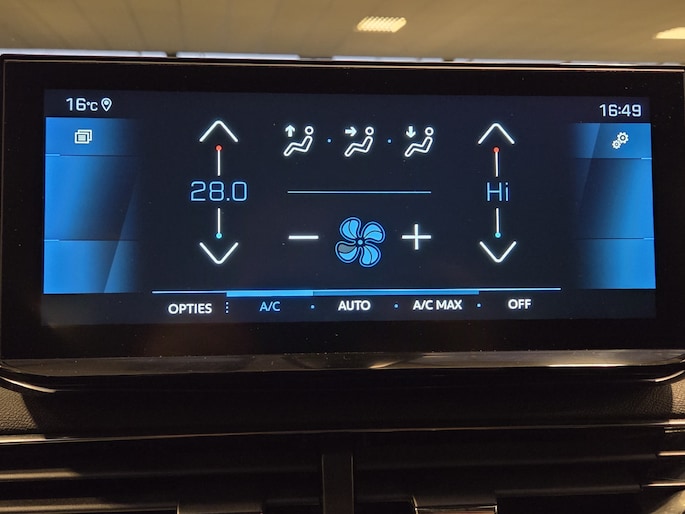 16°C 16:49
28.0 Hi
OPTIES A/C AUTO A/C MAX OFF